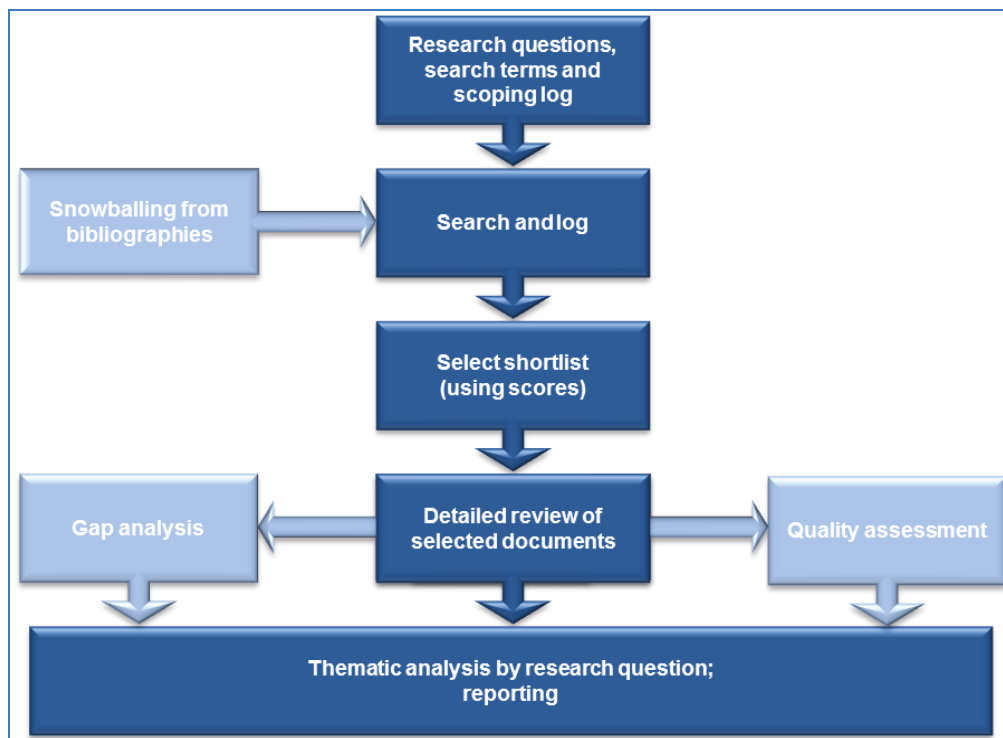 Research questions,
search terms and
scoping log
Snowballing from
bibliographies
Search and log
Select shortlist
(using scores)
Gap analysis
Detailed review of
selected documents
Quality assessment
Thematic analysis by research question;
reporting